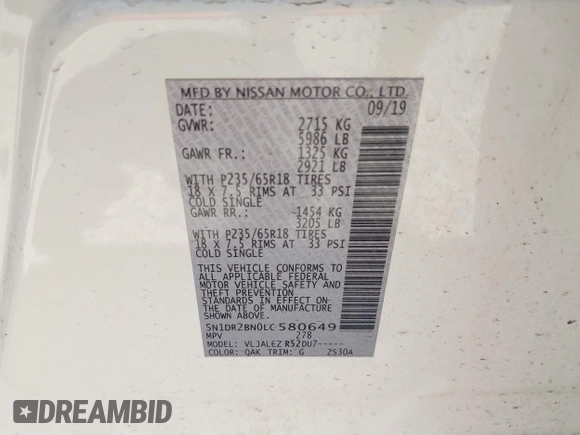 MFD BY NISSAN MOTOR CO., LTD.
DATE: 09/19
GVWR: 2715 KG
5986 LB
GAWR FR.: 1325 KG
2921 LB
WITH P235/65R18 TIRES
18 X 7.5 RIMS AT 33 PSI
COLD SINGLE
GAWR RR.: 1454 KG
3205 LB
WITH P235/65R18 TIRES
18 X 7.5 RIMS AT 33 PSI
COLD SINGLE
THIS VEHICLE CONFORMS TO
ALL APPLICABLE FEDERAL
MOTOR VEHICLE SAFETY AND
THEFT PREVENTION
STANDARDS IN EFFECT ON
THE DATE OF MANUFACTURE
SHOWN ABOVE.
5N1DR2BN0LC580649
MPV 278
MODEL: VLJALEZ R52DU7-----
COLOR: QAK TRIM: G ZS30A
DREAMBID